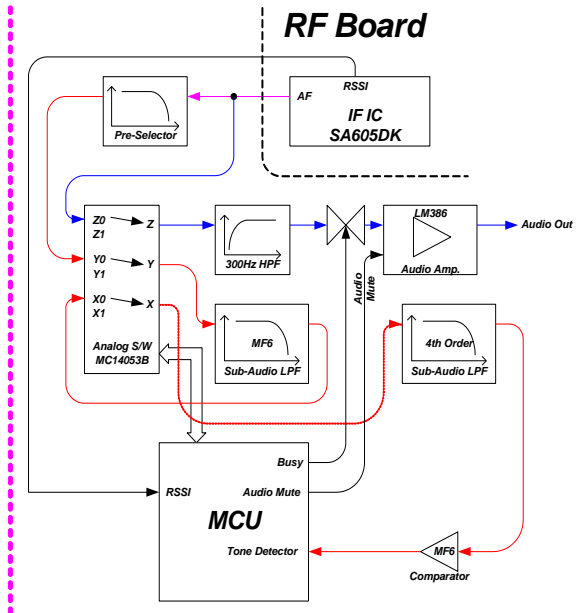 RF Board
RSSI
AF
IF IC
SA605DK
Pre-Selector
Z0
Z1
Z
Y0
Y1
Y
X0
X1
X
Analog S/W
MC14053B
300Hz HPF
LM386
Audio Amp.
Audio Out
Audio
Mute
MF6
Sub-Audio LPF
4th Order
Sub-Audio LPF
Busy
RSSI
Audio Mute
MCU
Tone Detector
MF6
Comparator